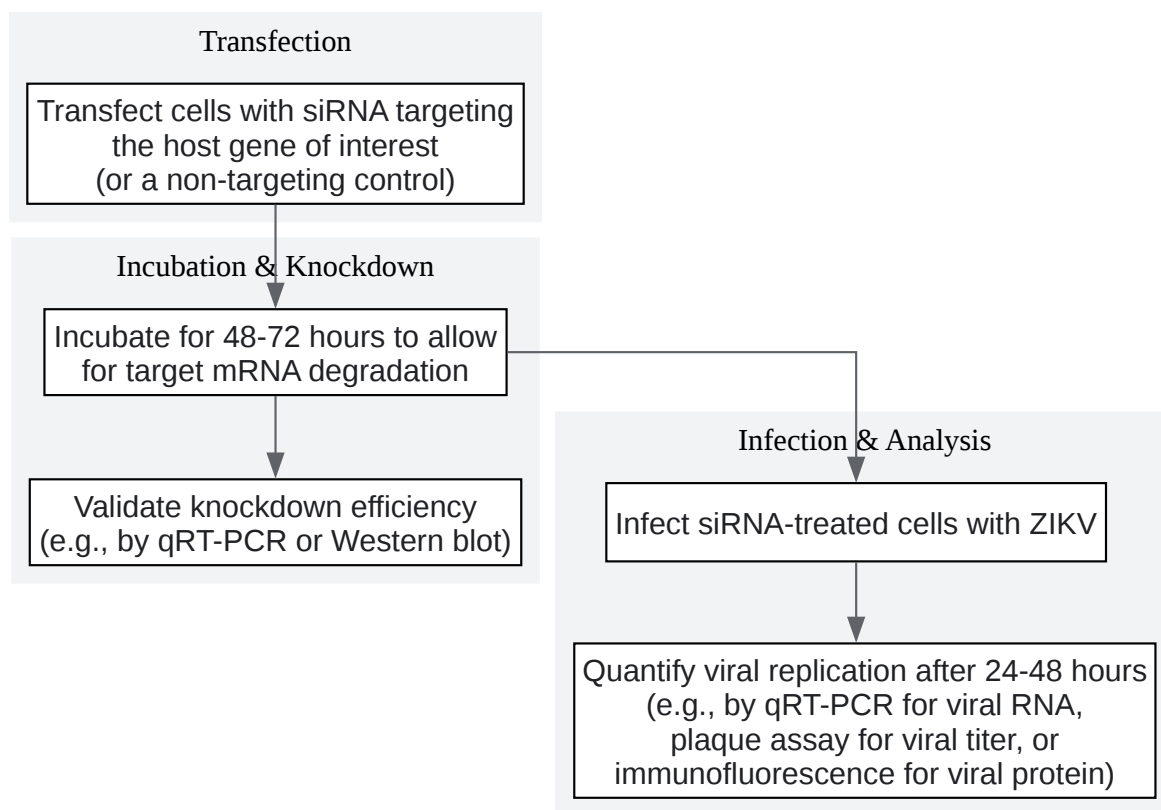 Transfection
Transfect cells with siRNA targeting
the host gene of interest
(or a non-targeting control)
Incubation & Knockdown
Incubate for 48-72 hours to allow
for target mRNA degradation
Validate knockdown efficiency
(e.g., by qRT-PCR or Western blot)
Infection & Analysis
Infect siRNA-treated cells with ZIKV
Quantify viral replication after 24-48 hours
(e.g., by qRT-PCR for viral RNA,
plaque assay for viral titer, or
immunofluorescence for viral protein)